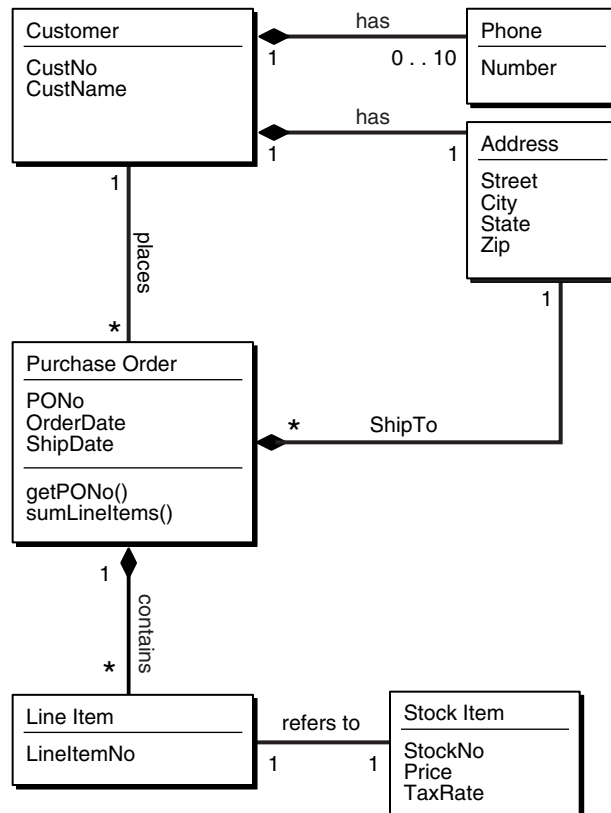 Customer
CustNo
CustName
has
1
0 . . 10
Phone
Number
has
1
1
Address
Street
City
State
Zip
1
places
*
1
Purchase Order
PONo
OrderDate
ShipDate
getPONo()
sumLineItems()
*
ShipTo
1
contains
*
Line Item
LineItemNo
refers to
1
1
Stock Item
StockNo
Price
TaxRate